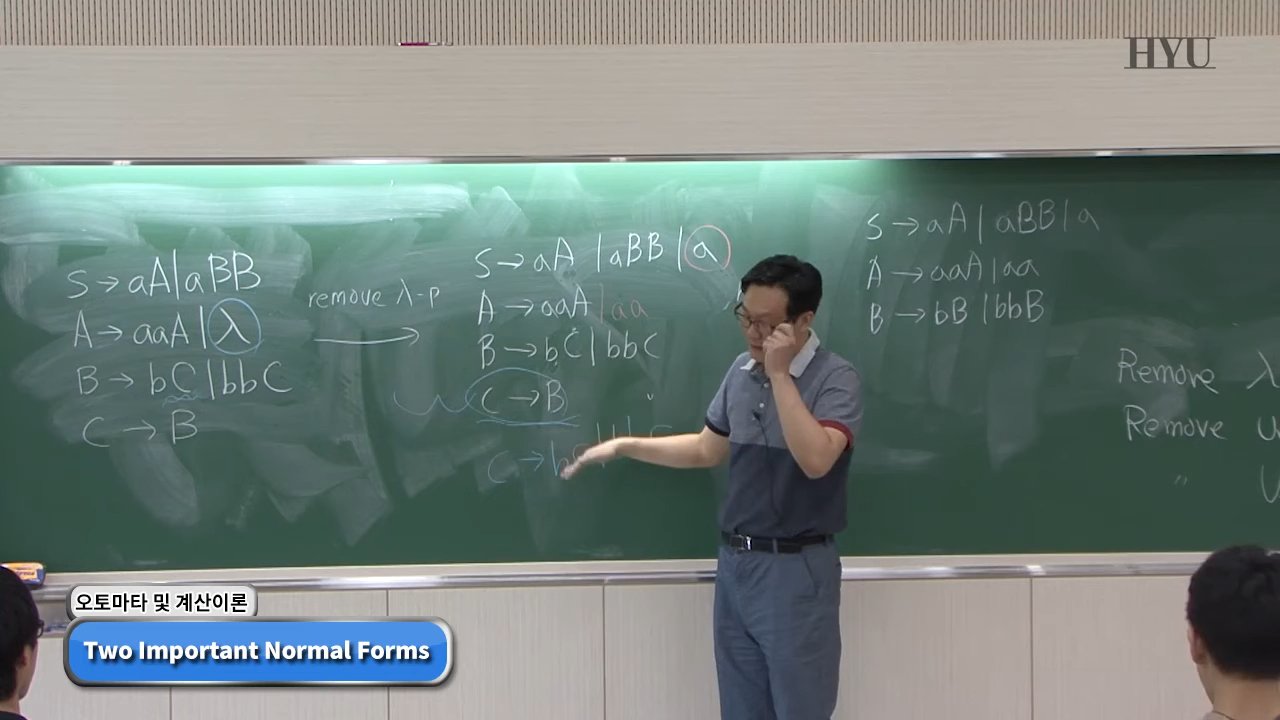 HYU
S → aA | aBB
A → aaA | λ
B → bC | bbC
C → B
remove λ-p
S → aA | aBB | a
A → aaA | aa
B → bC | bbC
C → B
C →
S → aA | aBB | a
A → aaA | aa
B → bB | bbB
Remove λ
Remove
"
오토마타 및 계산이론
Two Important Normal Forms